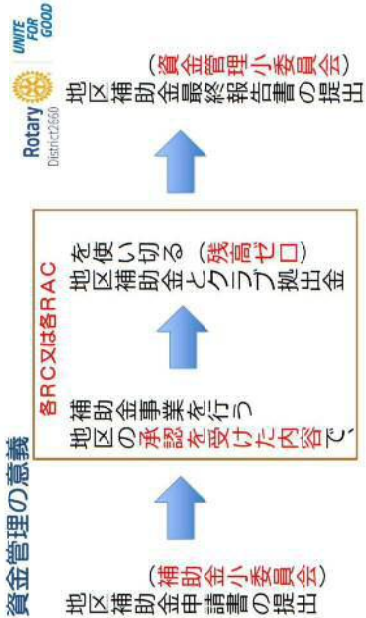 資金管理の意義
Rotary
District2660
UNITE
FOR
GOOD
地区補助金申請書の提出
(補助金小委員会)
各RC又は各RAC
地区の承認を受けた内容で、
補助金事業を行う
地区補助金とクラブ拠出金
を使い切る(残高ゼロ)
地区補助金最終報告書の提出
(資金管理小委員会)